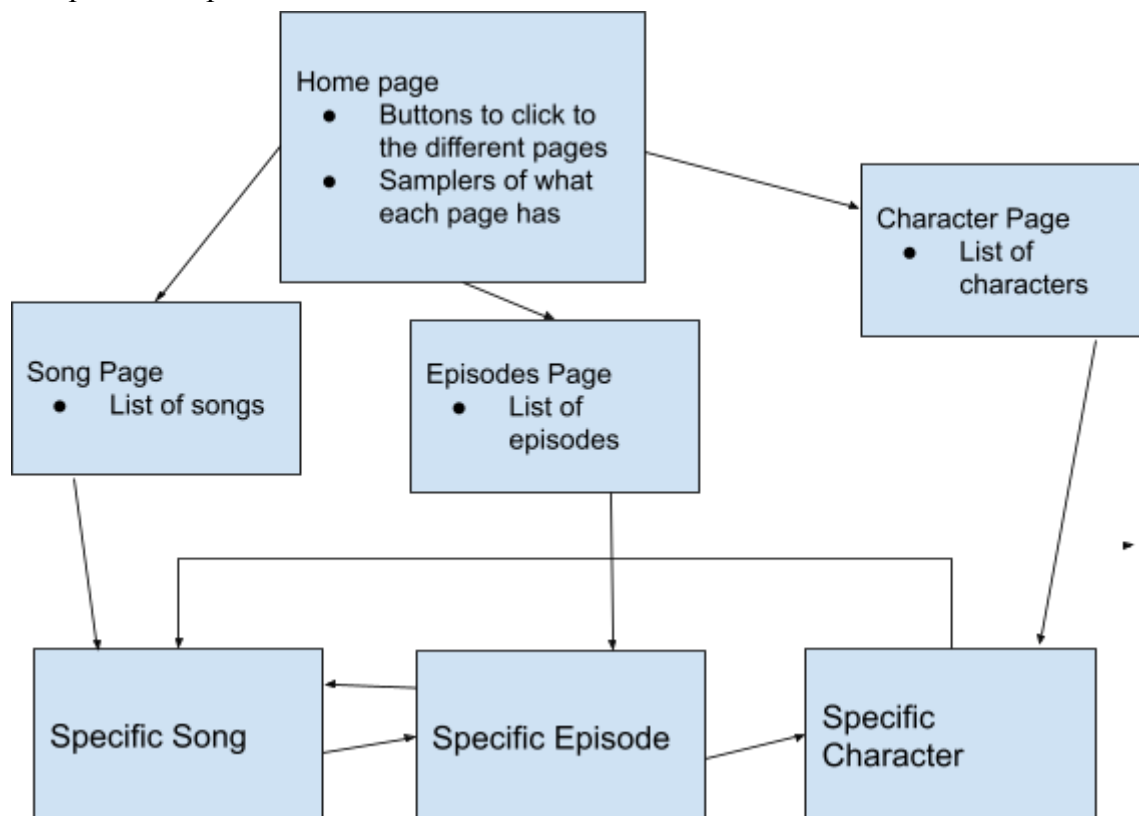 Home page
● Buttons to click to
the different pages
● Samplers of what
each page has
Character Page
● List of
characters
Song Page
● List of songs
Episodes Page
● List of
episodes
Specific Song
Specific Episode
Specific
Character